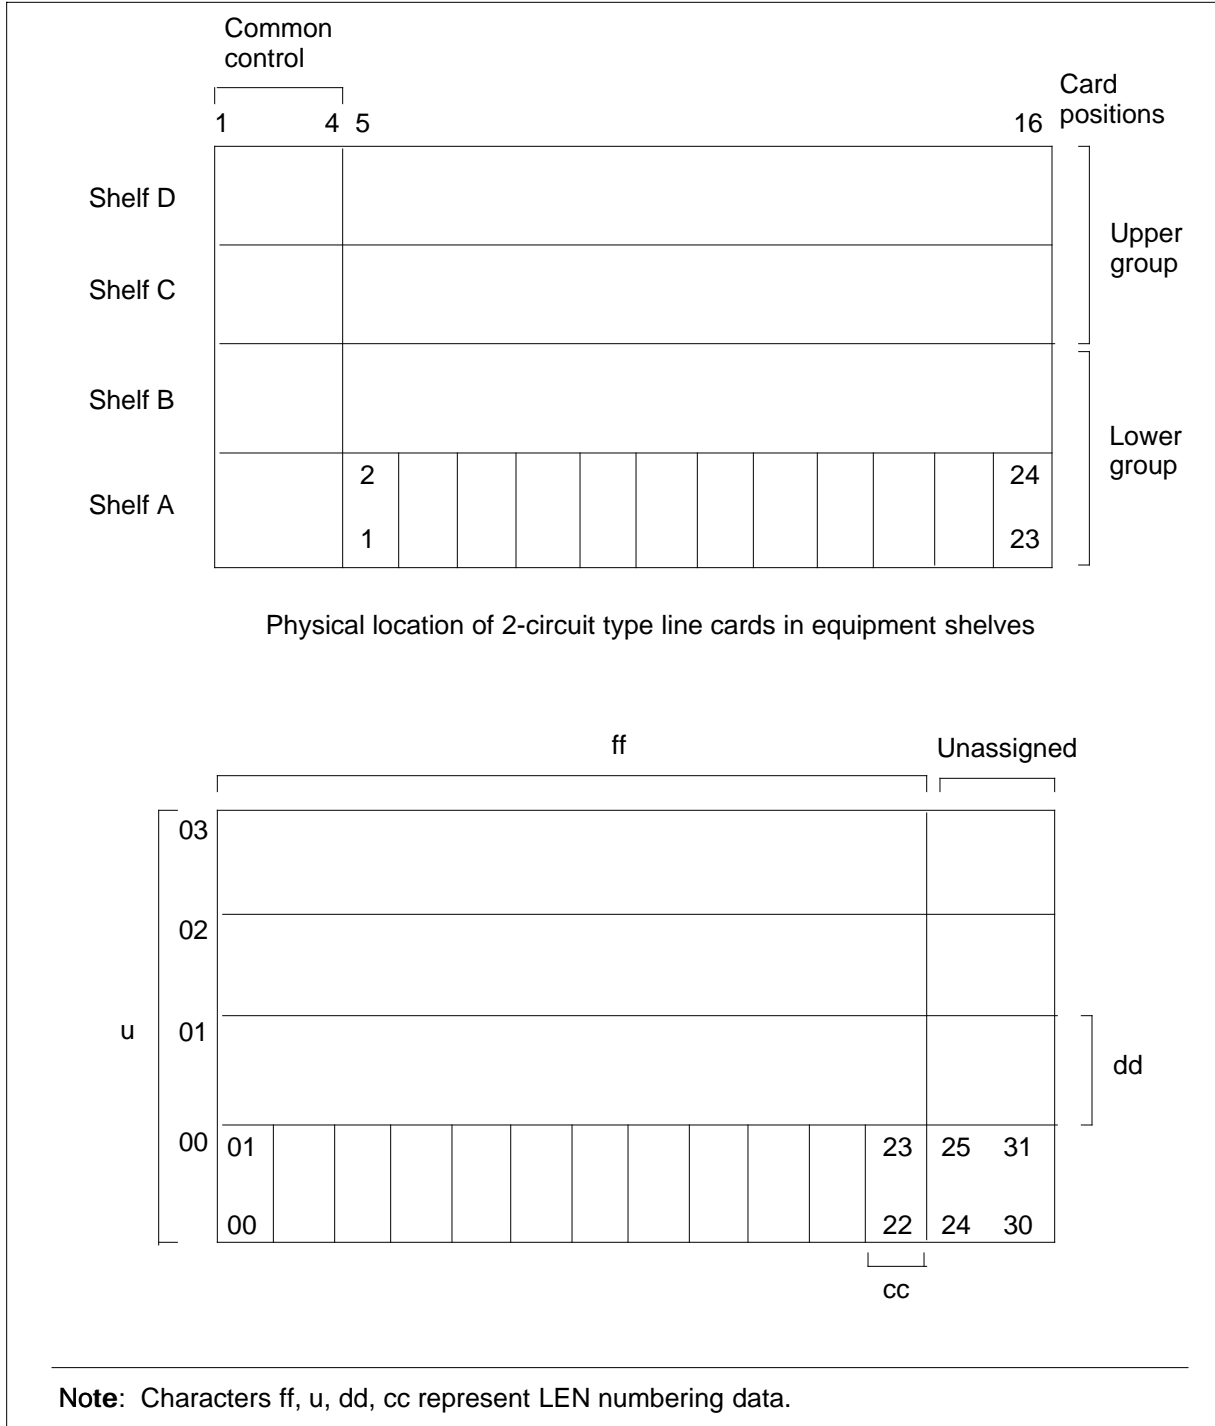 Common
control
Card
positions
1 4 5 16
Shelf D
Upper
group
Shelf C
Shelf B
Lower
group
2 24
Shelf A
1 23
Physical location of 2-circuit type line cards in equipment shelves
ff Unassigned
03
02
u 01
dd
00 01 23 25 31
00 22 24 30
cc
Note: Characters ff, u, dd, cc represent LEN numbering data.